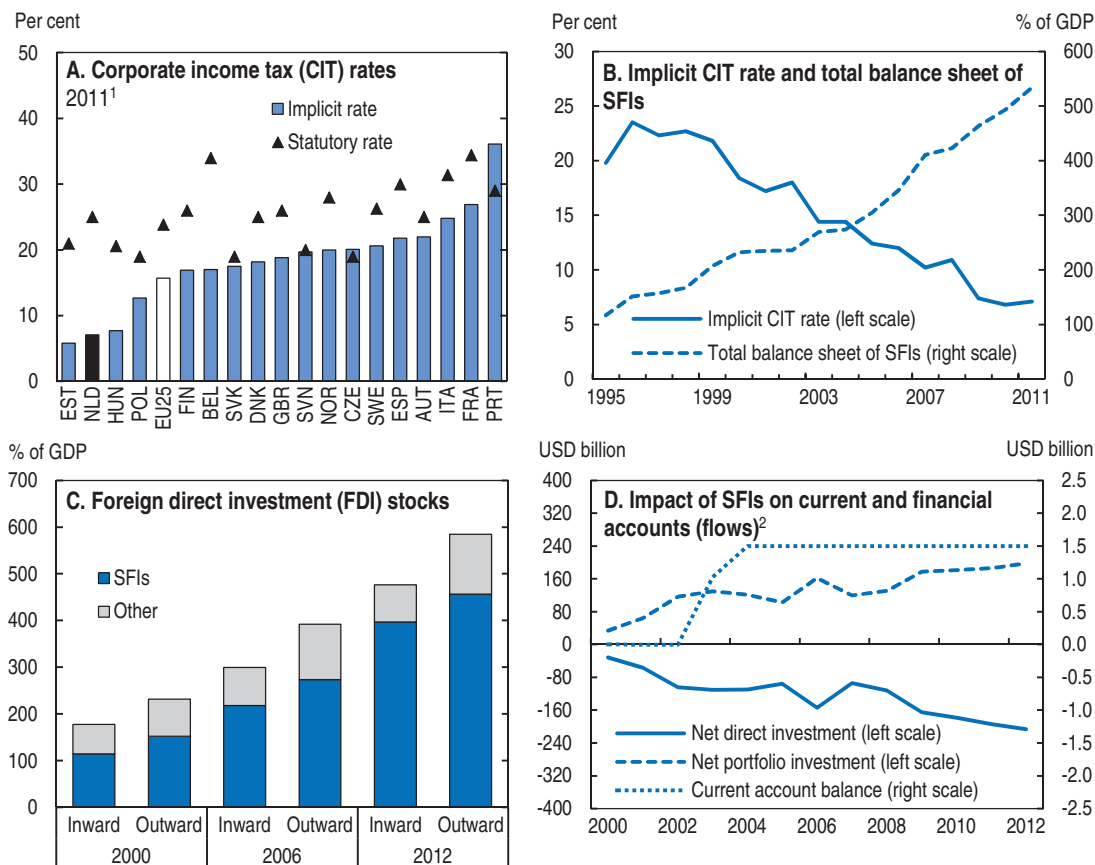 Per cent
50
A. Corporate income tax (CIT) rates
2011¹
Implicit rate
Statutory rate
40
30
20
10
0
EST
NLD
HUN
POL
EU25
FIN
BEL
SVK
DNK
GBR
SVN
NOR
CZE
SWE
ESP
AUT
ITA
FRA
PRT
Per cent
% of GDP
30
600
B. Implicit CIT rate and total balance sheet of
SFIs
25
500
20
400
15
300
10
200
5
100
0
0
Implicit CIT rate (left scale)
Total balance sheet of SFIs (right scale)
1995
1999
2003
2007
2011
% of GDP
700
C. Foreign direct investment (FDI) stocks
600
500
SFIs
Other
400
300
200
100
0
Inward
Outward
Inward
Outward
Inward
Outward
2000
2006
2012
USD billion
USD billion
400
2.5
D. Impact of SFIs on current and financial
accounts (flows)²
320
2.0
240
1.5
160
1.0
80
0.5
0
0.0
-80
-0.5
-160
-1.0
-240
-1.5
-320
-2.0
-400
-2.5
Net direct investment (left scale)
Net portfolio investment (left scale)
Current account balance (right scale)
2000
2002
2004
2006
2008
2010
2012